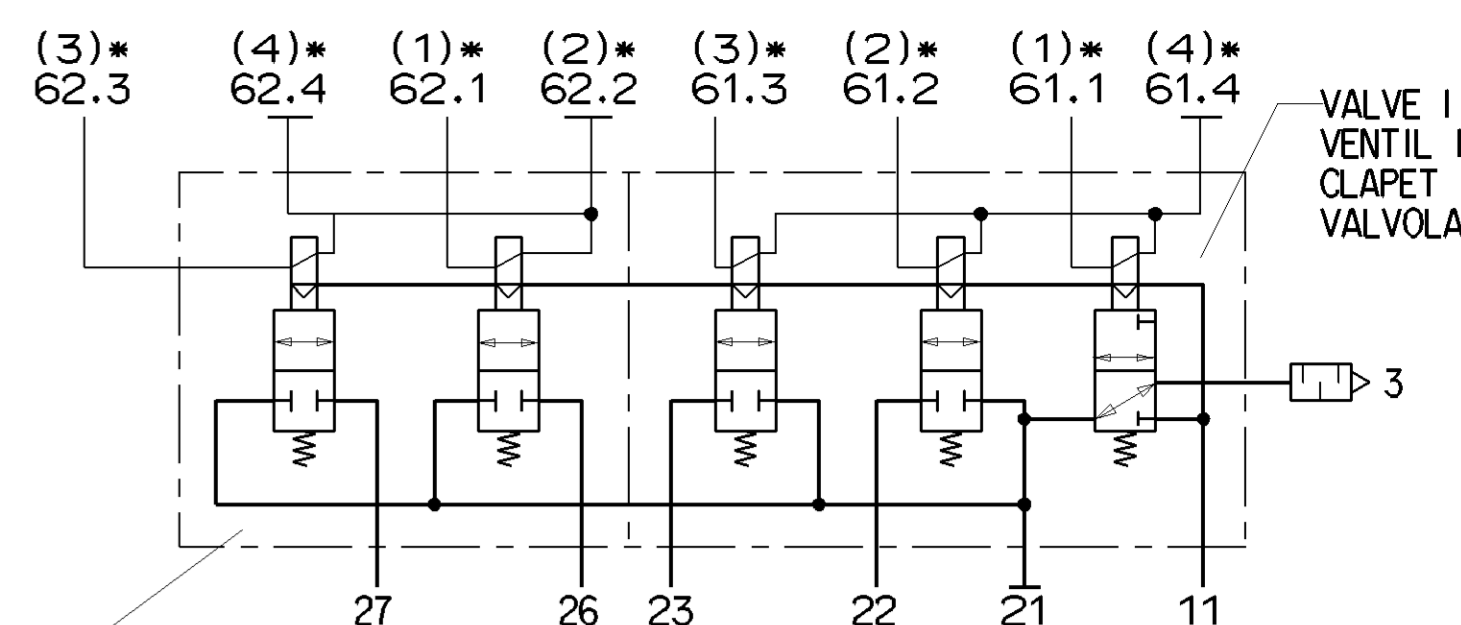 (3)* (4)* (1)* (2)* (3)* (2)* (1)* (4)*
62.3 62.4 62.1 62.2 61.3 61.2 61.1 61.4
VALVE I
VENTIL I
CLAPET
VALVOLA
3
27 26 23 22 21 11